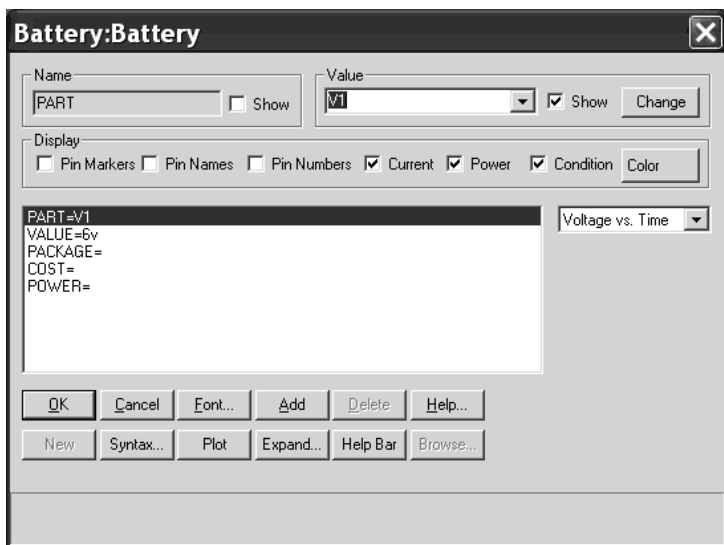 Battery:Battery
Name
PART
Show
Value
V1
Show
Change
Display
Pin Markers
Pin Names
Pin Numbers
Current
Power
Condition
Color
PART=V1
VALUE=6v
PACKAGE=
COST=
POWER=
Voltage vs. Time
OK
Cancel
Font...
Add
Delete
Help...
New
Syntax...
Plot
Expand...
Help Bar
Browse...